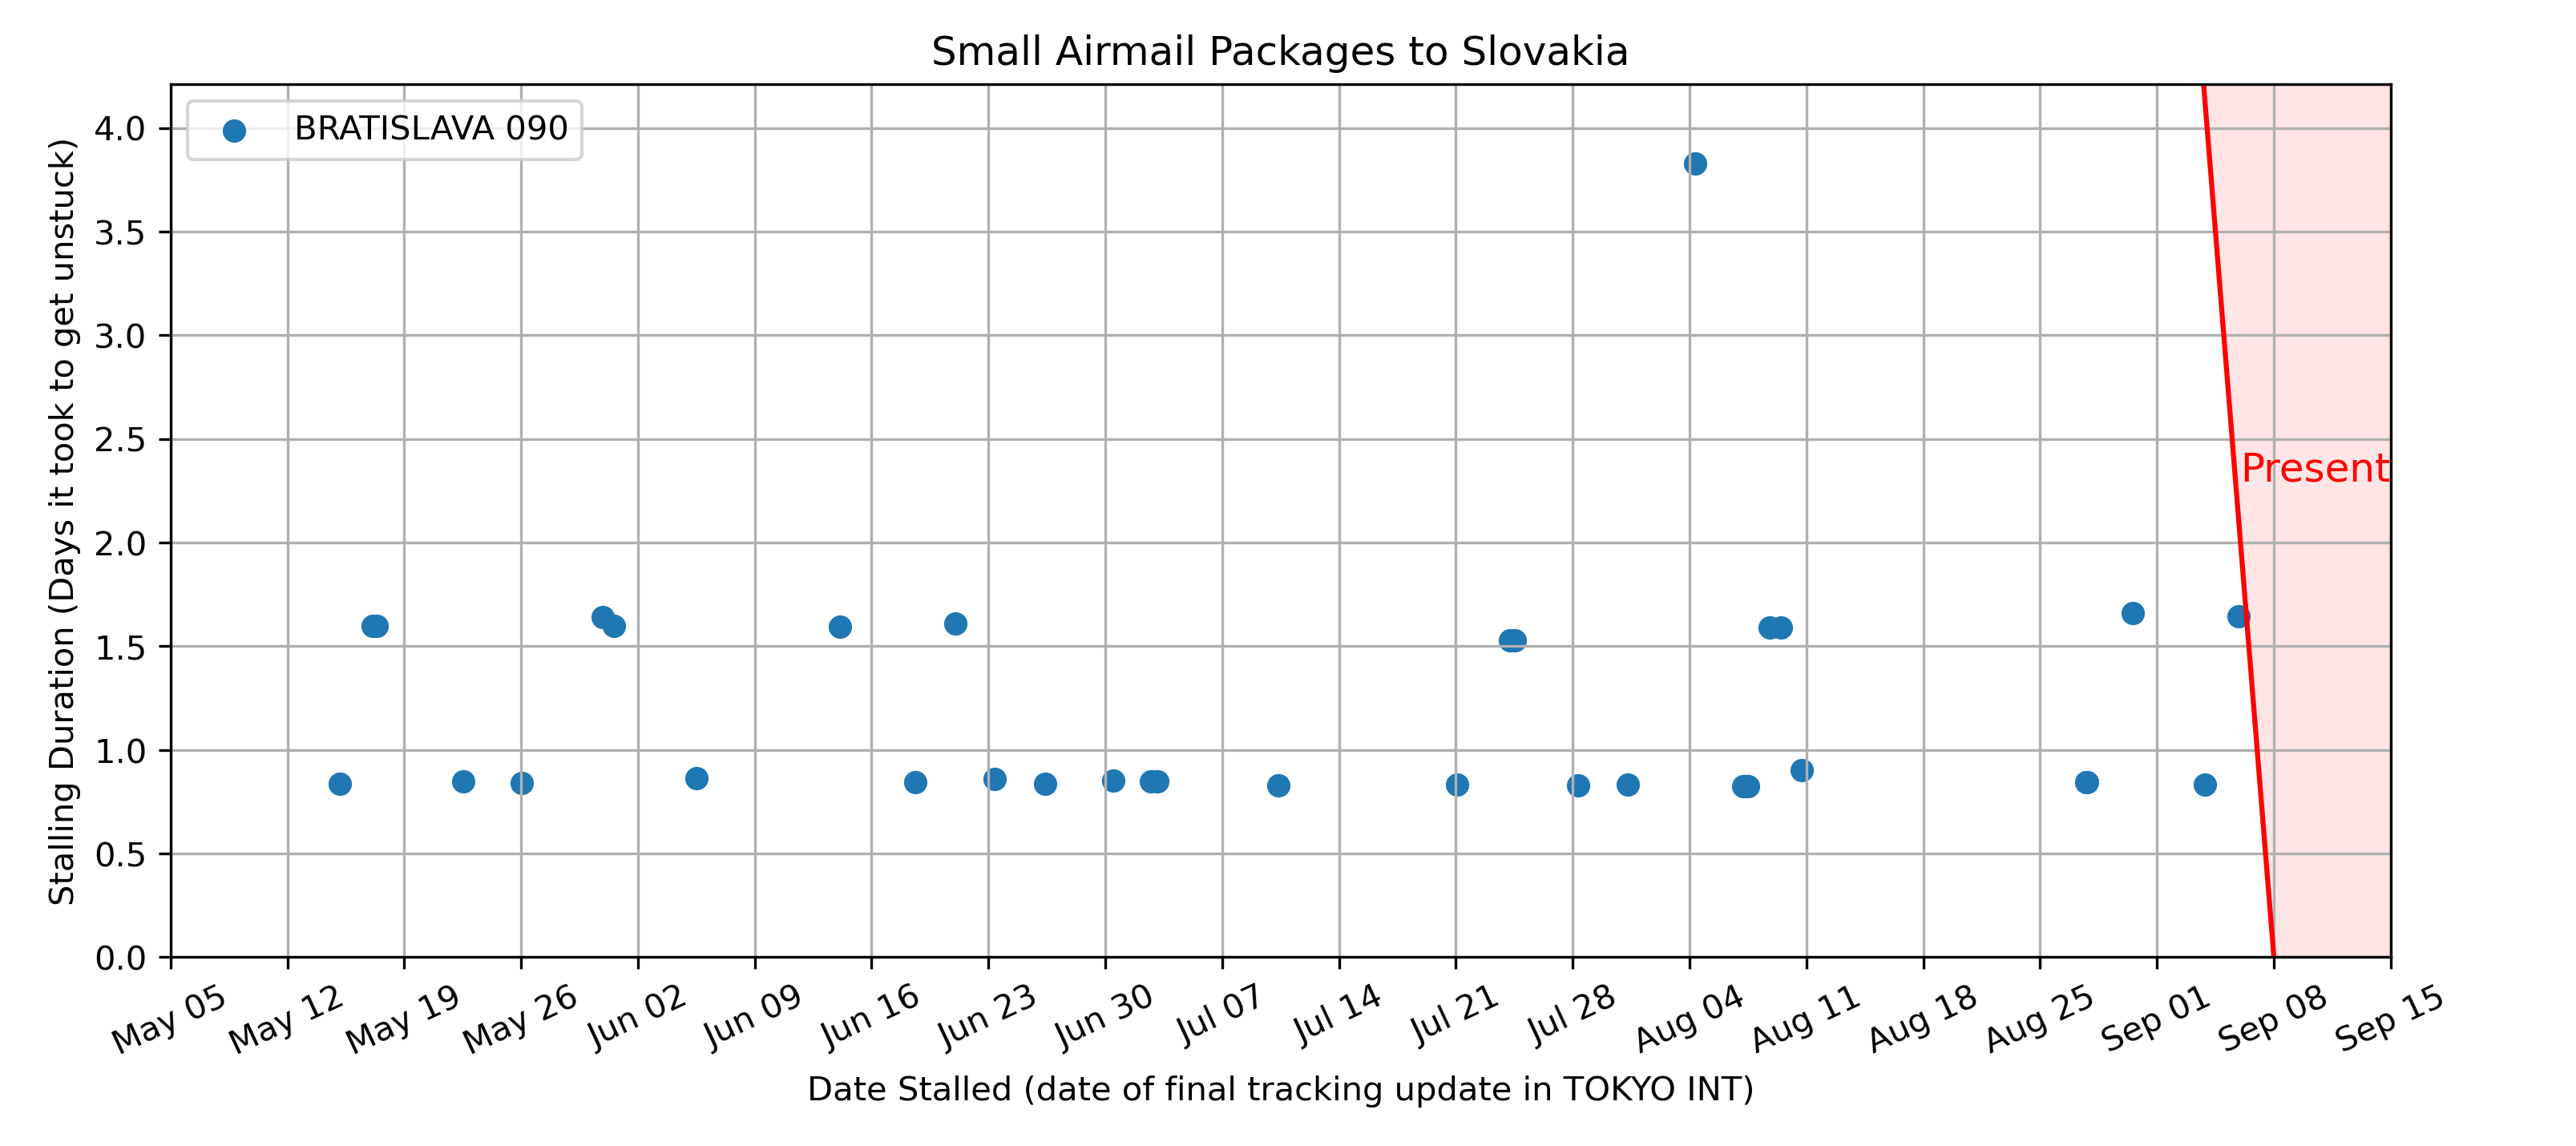 Small Airmail Packages to Slovakia
BRATISLAVA 090
Stalling Duration (Days it took to get unstuck)
4.0
3.5
3.0
2.5
2.0
1.5
1.0
0.5
0.0
Present
May 05
May 12
May 19
May 26
Jun 02
Jun 09
Jun 16
Jun 23
Jun 30
Jul 07
Jul 14
Jul 21
Jul 28
Aug 04
Aug 11
Aug 18
Aug 25
Sep 01
Sep 08
Sep 15
Date Stalled (date of final tracking update in TOKYO INT)